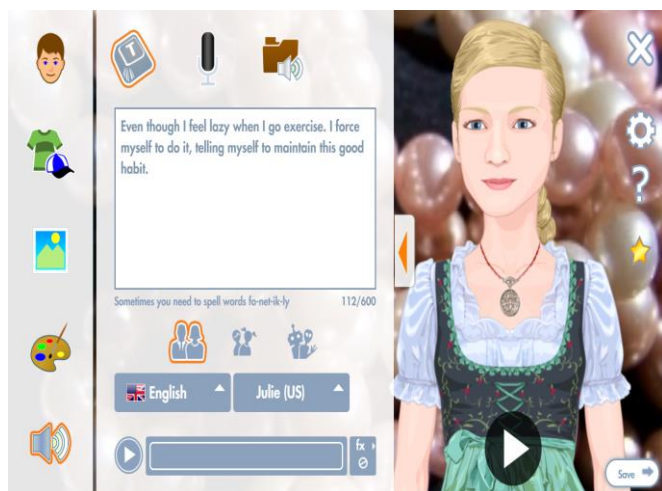 T
Even though I feel lazy when I go exercise. I force
myself to do it, telling myself to maintain this good
habit.
Sometimes you need to spell words fo-net-ik-ly 112/600
English Julie (US)
fx
?
Save